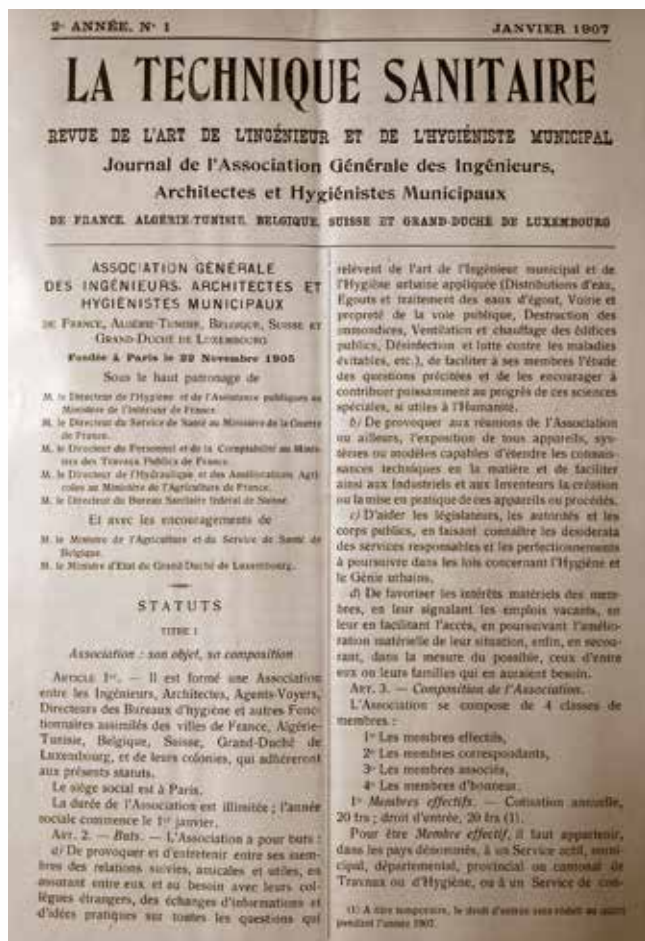 2e ANNÉE. No 1
JANVIER 1907
LA TECHNIQUE SANITAIRE
REVUE DE L'ART DE L'INGÉNIEUR ET DE L'HYGIÉNISTE MUNICIPAL
Journal de l'Association Générale des Ingénieurs,
Architectes et Hygiénistes Municipaux
DE FRANCE, ALGÉRIE-TUNISIE, BELGIQUE, SUISSE ET GRAND-DUCHÉ DE LUXEMBOURG
ASSOCIATION GÉNÉRALE
DES INGÉNIEURS, ARCHITECTES ET
HYGIÉNISTES MUNICIPAUX
DE FRANCE, ALGÉRIE-TUNISIE, BELGIQUE, SUISSE ET
GRAND-DUCHÉ DE LUXEMBOURG
Fondée à Paris le 22 Novembre 1905
Sous le haut patronage de
M. le Directeur de l'Hygiène et de l'Assistance publiques au
Ministère de l'Intérieur de France.
M. le Directeur du Service de Santé au Ministère de la Guerre
de France.
M. le Directeur du Personnel et de la Comptabilité au Minis-
tère des Travaux Publics de France.
M. le Directeur de l'Hydraulique et des Améliorations Agri-
coles au Ministère de l'Agriculture de France.
M. le Directeur du Bureau Sanitaire fédéral de Suisse.
Et avec les encouragements de
M. le Ministre de l'Agriculture et du Service de Santé de
Belgique.
M. le Ministre d'Etat du Grand-Duché de Luxembourg.
STATUTS
TITRE I
Association : son objet, sa composition
ARTICLE 1er. — Il est formé une Association
entre les Ingénieurs, Architectes, Agents-Voyers,
Directeurs des Bureaux d'hygiène et autres Fonc-
tionnaires assimilés des villes de France, Algérie-
Tunisie, Belgique, Suisse, Grand-Duché de
Luxembourg, et de leurs colonies, qui adhéreront
aux présents statuts.
Le siège social est à Paris.
La durée de l'Association est illimitée ; l'année
sociale commence le 1er janvier.
ART. 2. — Buts. — L'Association a pour buts :
a) De provoquer et d'entretenir entre ses mem-
bres des relations suivies, amicales et utiles, en
assurant entre eux et au besoin avec leurs col-
lègues étrangers, des échanges d'informations et
d'idées pratiques sur toutes les questions qui
relèvent de l'art de l'Ingénieur municipal et de
l'Hygiène urbaine appliquée (Distributions d'eau,
Egouts et traitement des eaux d'égout, Voirie et
propreté de la voie publique, Destruction des
immondices, Ventilation et chauffage des édifices
publics, Désinfection et lutte contre les maladies
évitables, etc.), de faciliter à ses membres l'étude
des questions précitées et de les encourager à
contribuer puissamment au progrès de ces sciences
spéciales, si utiles à l'Humanité.
b) De provoquer aux réunions de l'Association
ou ailleurs, l'exposition de tous appareils, sys-
tèmes ou modèles capables d'étendre les connais-
sances techniques en la matière et de faciliter
ainsi aux Industriels et aux Inventeurs la création
ou la mise en pratique de ces appareils ou procédés.
c) D'aider les législateurs, les autorités et les
corps publics, en faisant connaître les desiderata
des services responsables et les perfectionnements
à poursuivre dans les lois concernant l'Hygiène et
le Génie urbains.
d) De favoriser les intérêts matériels des mem-
bres, en leur signalant les emplois vacants, en
leur en facilitant l'accès, en poursuivant l'amélio-
ration matérielle de leur situation, enfin, en secou-
rant, dans la mesure du possible, ceux d'entre
eux ou leurs familles qui en auraient besoin.
ART. 3. — Composition de l'Association.
L'Association se compose de 4 classes de
membres :
1o Les membres effectifs,
2o Les membres correspondants,
3o Les membres associés,
4o Les membres d'honneur.
1o Membres effectifs. — Cotisation annuelle,
20 frs ; droit d'entrée, 20 frs (1).
Pour être Membre effectif, il faut appartenir,
dans les pays dénommés, à un Service actif, muni-
cipal, départemental, provincial ou cantonal de
Travaux ou d'Hygiène, ou à un Service de con-
(1) A titre temporaire, le droit d'entrée sera réduit de moitié
pendant l'année 1907.